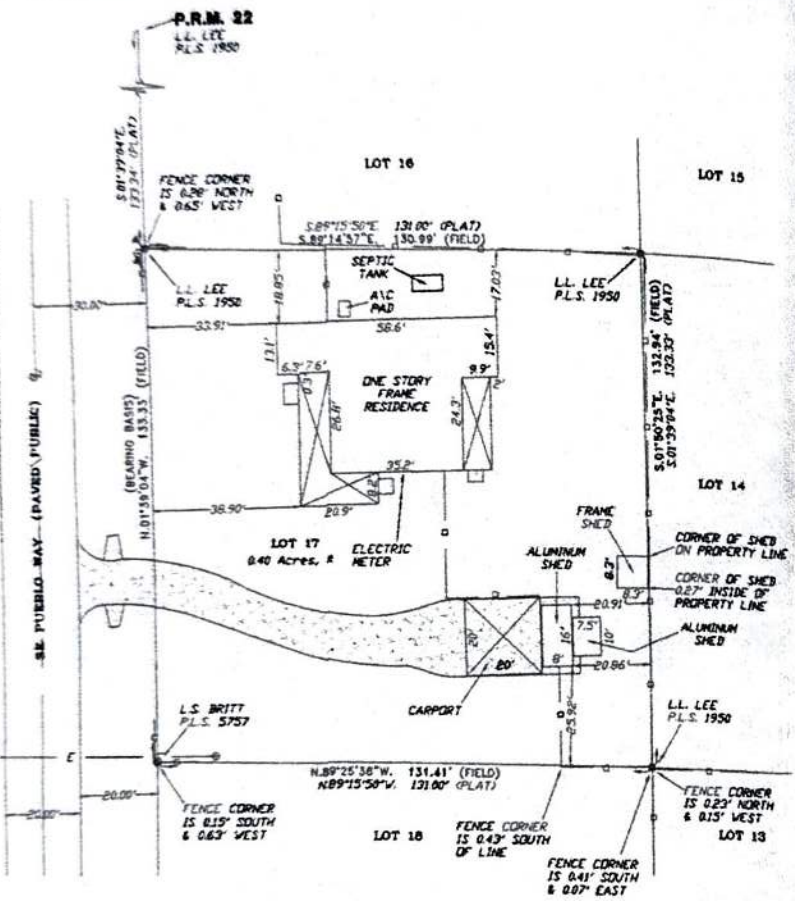 P.R.M. 22
L.L. LEE
P.L.S. 1950
S.01°39'04"E.
133.34' (PLAT)
LOT 16
LOT 15
FENCE CORNER
IS 0.28' NORTH
& 0.65' WEST
S.89°15'50"E. 131.00' (PLAT)
S.89°14'37"E. 130.99' (FIELD)
SEPTIC
TANK
A\C
PAD
L.L. LEE
P.L.S. 1950
L.L. LEE
P.L.S. 1950
30.00'
18.85'
17.03'
33.91'
56.6'
S.01°50'25"E. 132.94' (FIELD)
S.01°39'04"E. 133.33' (PLAT)
13.1'
15.4'
6.3'
7.6'
0.3'
9.9'
ONE STORY
FRAME
RESIDENCE
26.8'
24.3'
(BEARING BASIS)
N.01°39'04"W. 133.35' (FIELD)
SE. PUEBLO WAY (PAVED\PUBLIC)
35.2'
8.2'
20.9'
38.90'
LOT 14
LOT 17
0.40 Acres, ±
ELECTRIC
METER
FRAME
SHED
ALUMINUM
SHED
8.3'
8.3'
CORNER OF SHED
ON PROPERTY LINE
CORNER OF SHED
0.27' INSIDE OF
PROPERTY LINE
20.91'
7.5'
10'
16'
8'
20'
20'
ALUMINUM
SHED
20.86'
CARPORT
25.92'
L.S. BRITT
P.L.S. 5757
L.L. LEE
P.L.S. 1950
E
N.89°25'36"W. 131.41' (FIELD)
N.89°15'50"W. 131.00' (PLAT)
20.00'
20.00'
FENCE CORNER
IS 0.15' SOUTH
& 0.63' WEST
LOT 18
FENCE CORNER
IS 0.43' SOUTH
OF LINE
FENCE CORNER
IS 0.41' SOUTH
& 0.07' EAST
FENCE CORNER
IS 0.23' NORTH
& 0.15' WEST
LOT 13